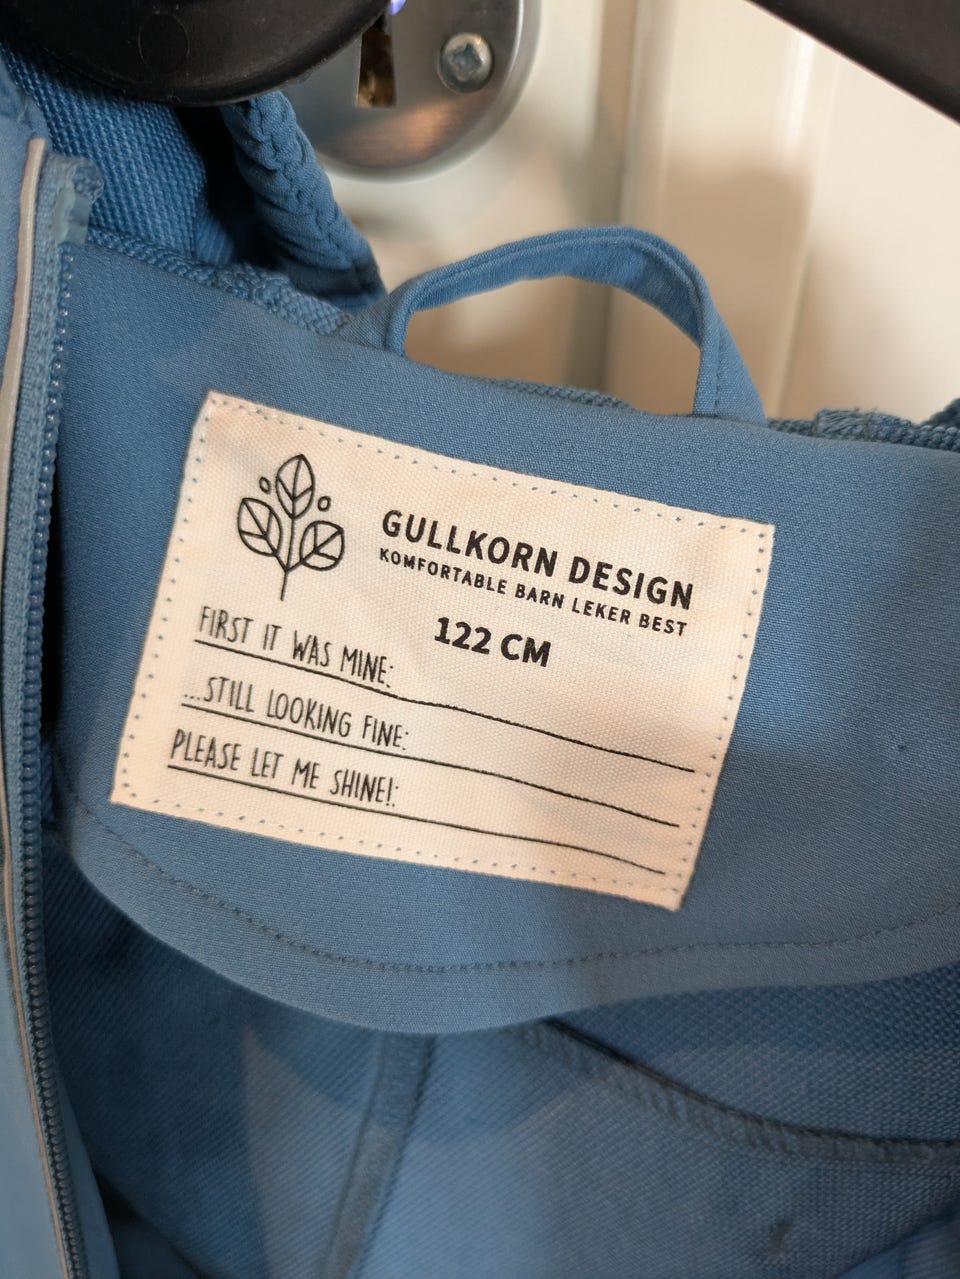 GULLKORN DESIGN
KOMFORTABLE BARN LEKER BEST
122 CM
FIRST IT WAS MINE:
...STILL LOOKING FINE:
PLEASE LET ME SHINE!: